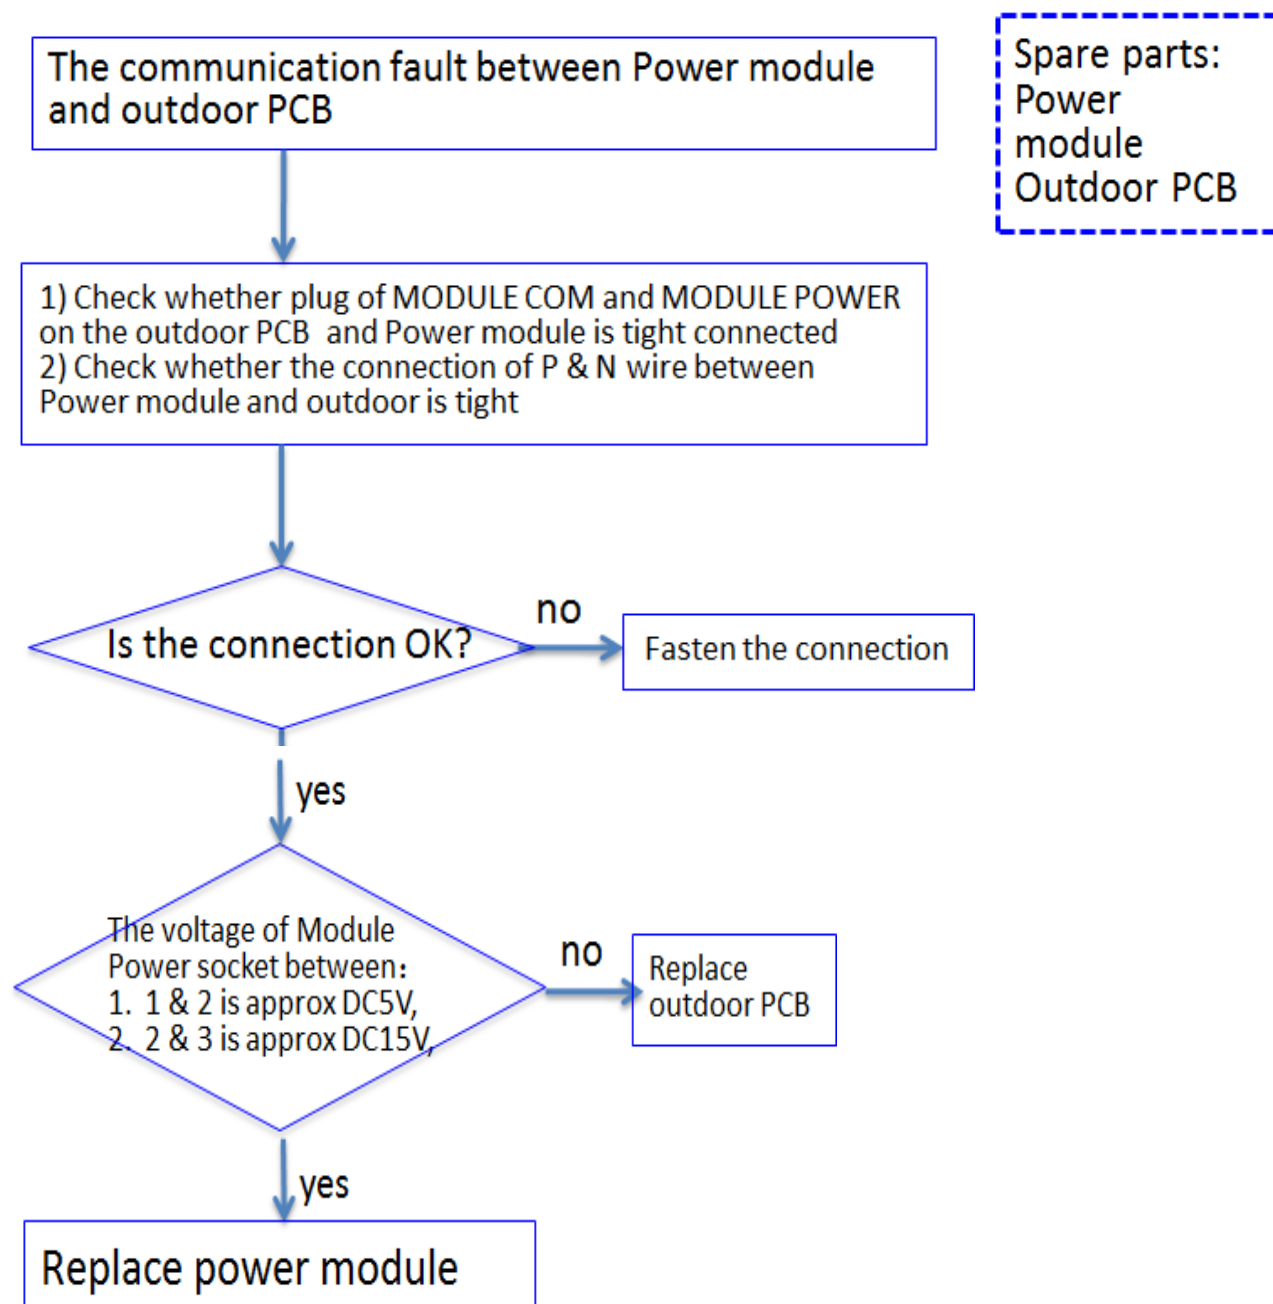 The communication fault between Power module
and outdoor PCB
Spare parts:
Power
module
Outdoor PCB
1) Check whether plug of MODULE COM and MODULE POWER
on the outdoor PCB and Power module is tight connected
2) Check whether the connection of P & N wire between
Power module and outdoor is tight
Is the connection OK?
no
Fasten the connection
yes
The voltage of Module
Power socket between：
1. 1 & 2 is approx DC5V,
2. 2 & 3 is approx DC15V,
no
Replace
outdoor PCB
yes
Replace power module